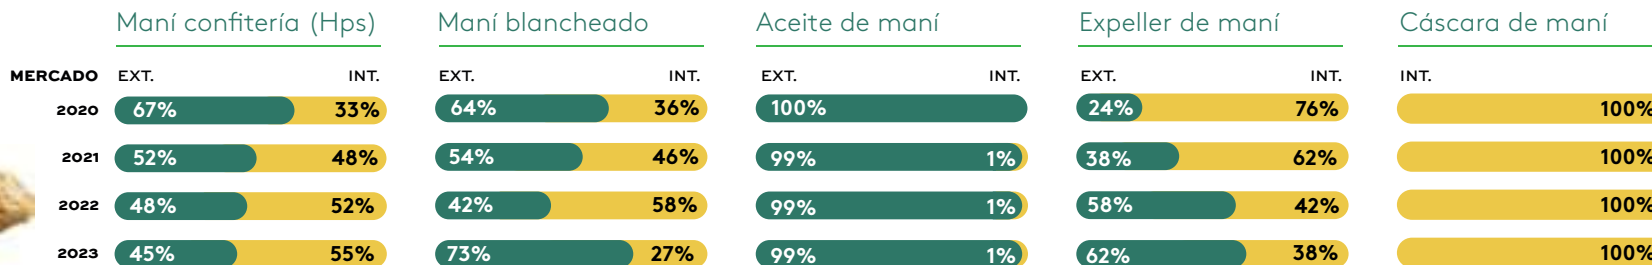 Maní confitería (Hps) Maní blancheado Aceite de maní Expeller de maní Cáscara de maní
MERCADO EXT. INT. EXT. INT. EXT. INT. EXT. INT. INT.
2020 67% 33% 64% 36% 100% 24% 76% 100%
2021 52% 48% 54% 46% 99% 1% 38% 62% 100%
2022 48% 52% 42% 58% 99% 1% 58% 42% 100%
2023 45% 55% 73% 27% 99% 1% 62% 38% 100%